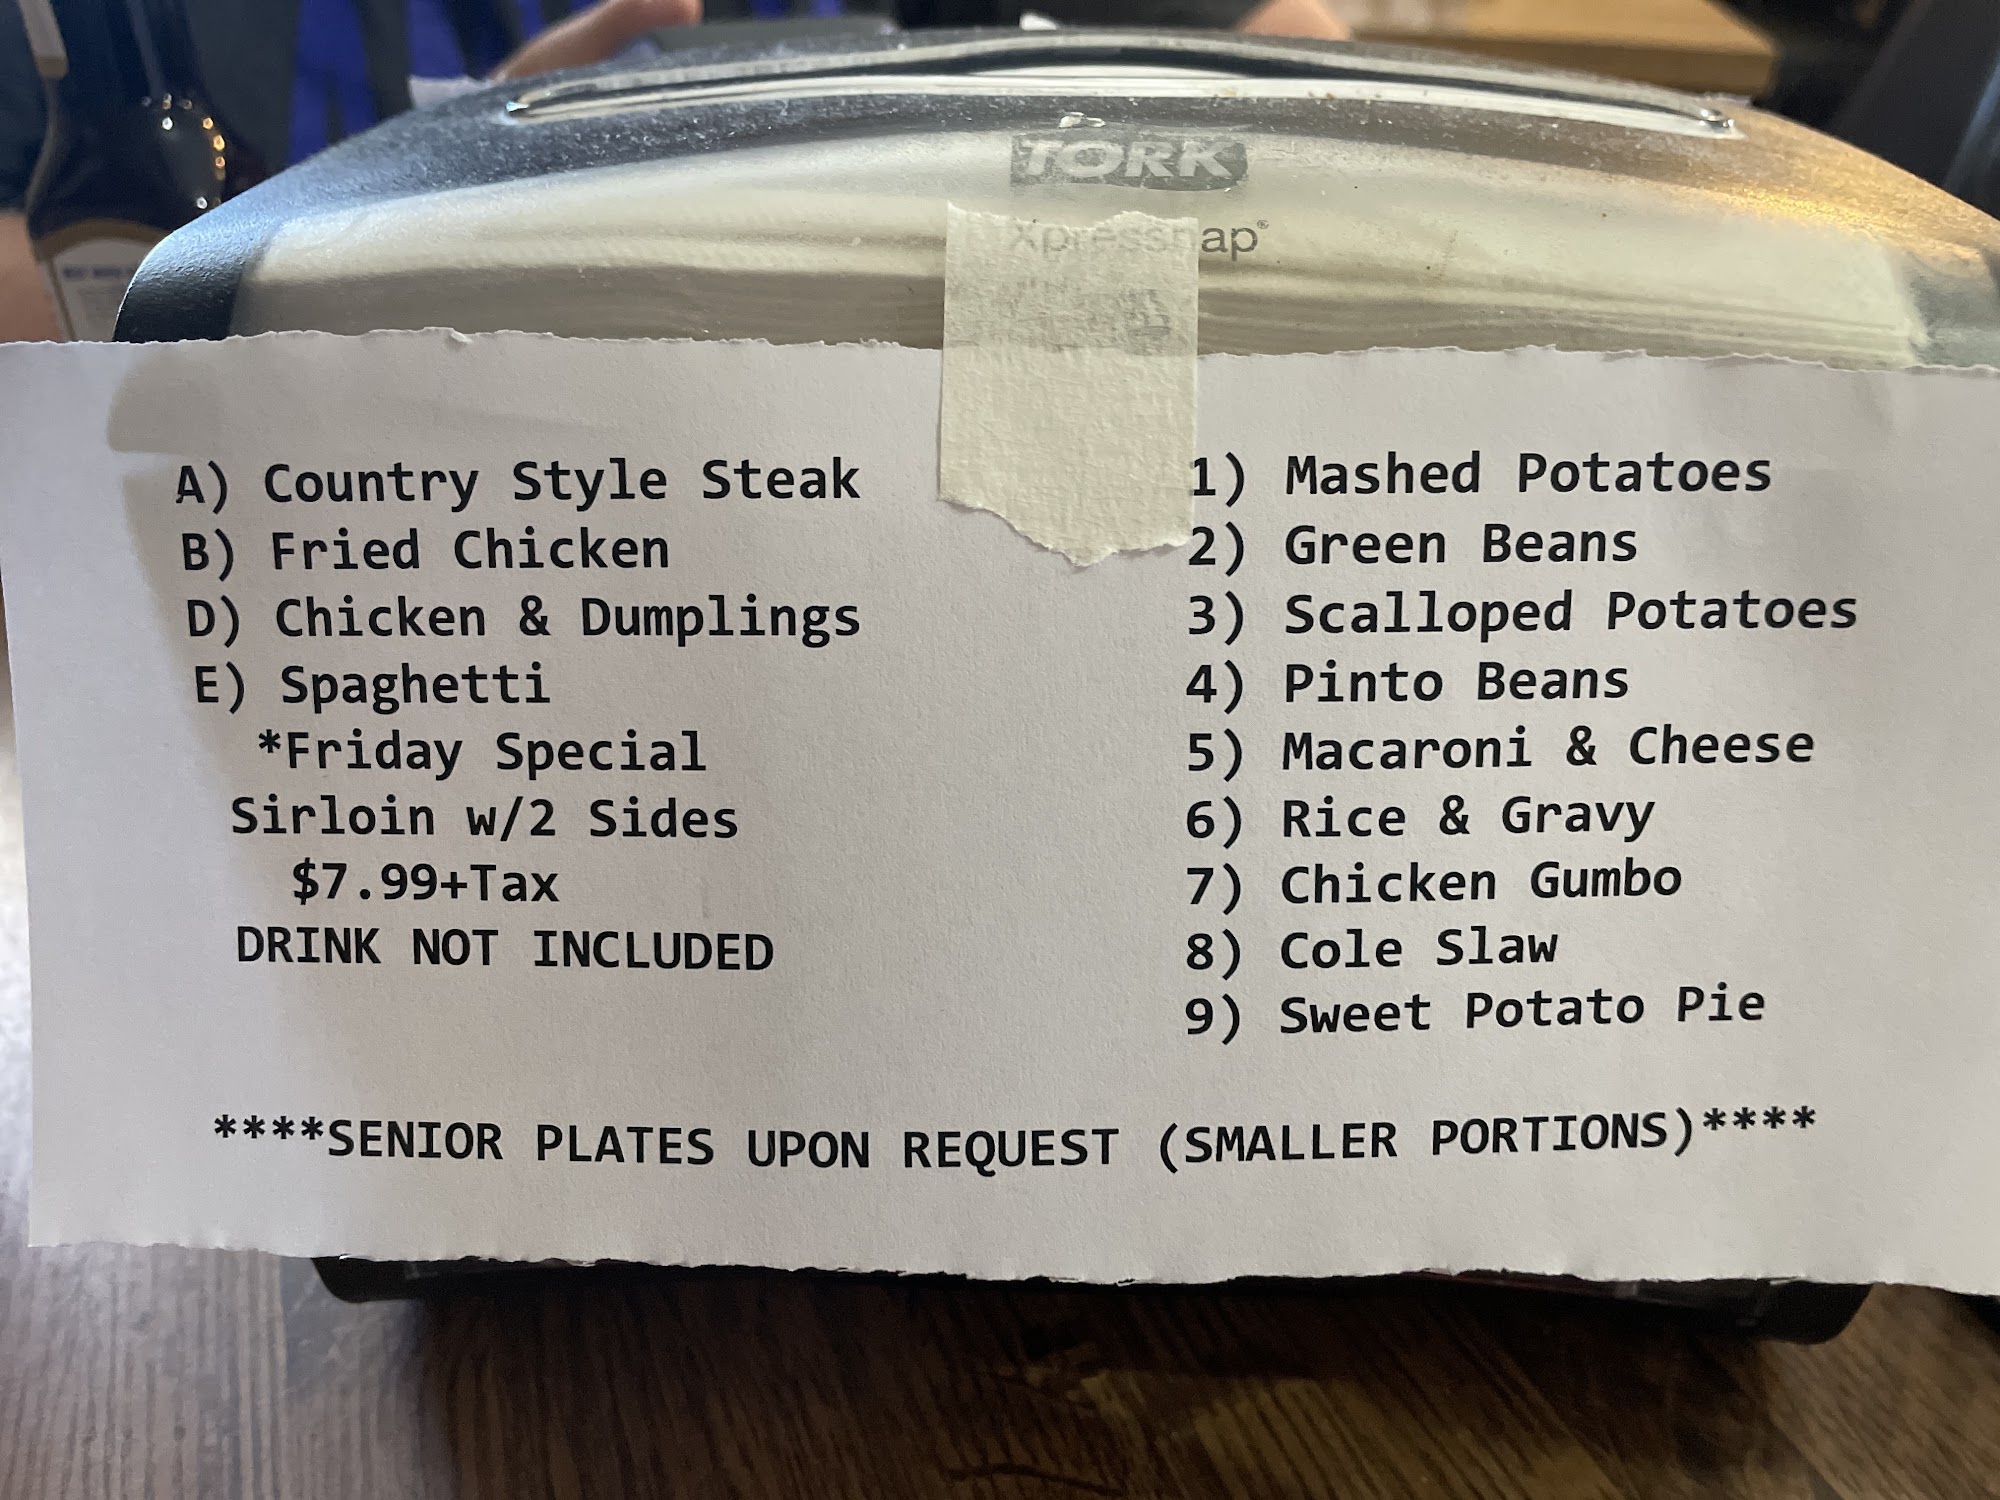 TORK
Xpressnap®
A) Country Style Steak
B) Fried Chicken
D) Chicken & Dumplings
E) Spaghetti
*Friday Special
Sirloin w/2 Sides
$7.99+Tax
DRINK NOT INCLUDED
1) Mashed Potatoes
2) Green Beans
3) Scalloped Potatoes
4) Pinto Beans
5) Macaroni & Cheese
6) Rice & Gravy
7) Chicken Gumbo
8) Cole Slaw
9) Sweet Potato Pie
****SENIOR PLATES UPON REQUEST (SMALLER PORTIONS)****